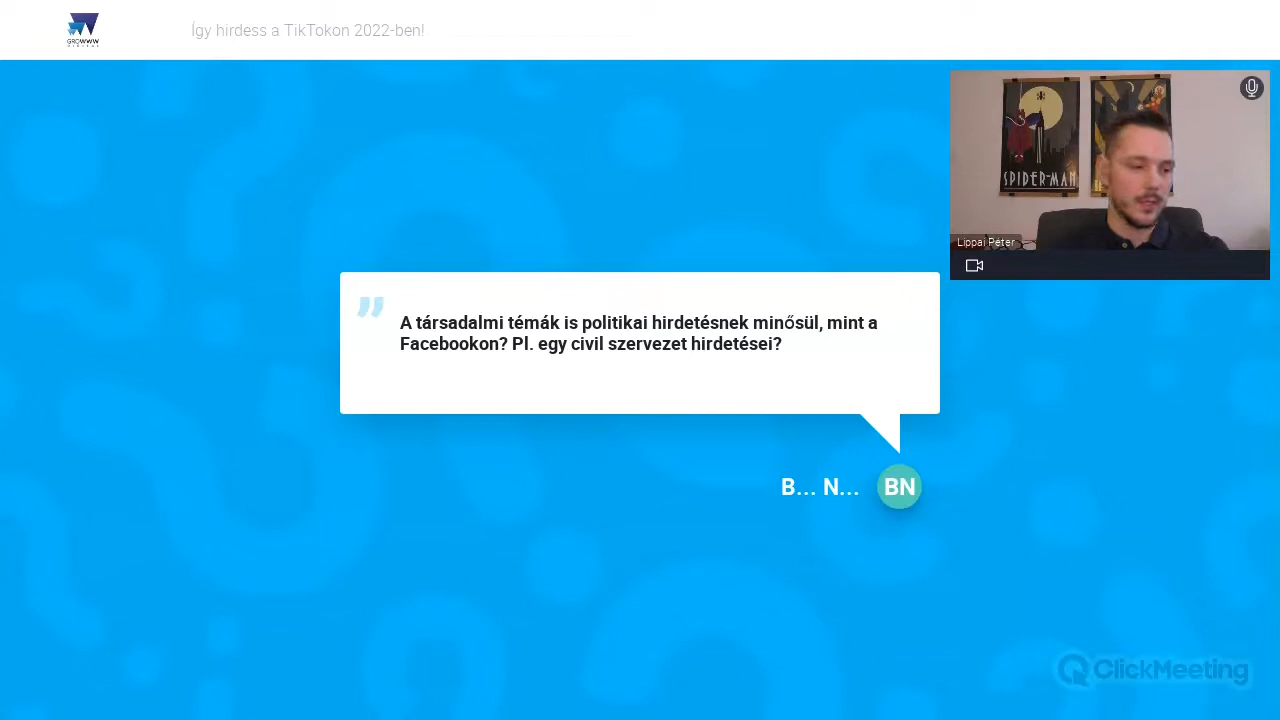 GROWWW
DIGITAL
Így hirdess a TikTokon 2022-ben!
SPIDER-MAN
Lippai Péter
” A társadalmi témák is politikai hirdetésnek minősül, mint a
Facebookon? Pl. egy civil szervezet hirdetései?
B... N... BN
ClickMeeting